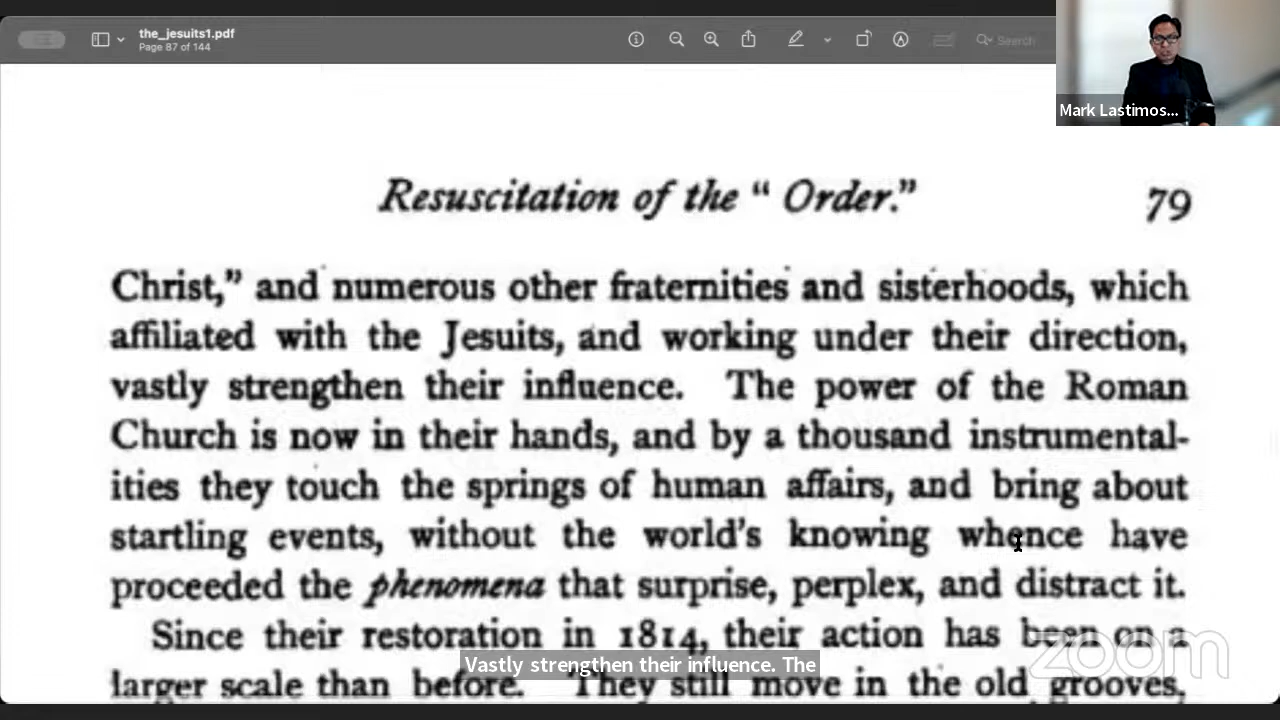 the_jesuits1.pdf
Page 87 of 144
Search
Mark Lastimos...
Resuscitation of the “ Order.”
79
Christ,” and numerous other fraternities and sisterhoods, which
affiliated with the Jesuits, and working under their direction,
vastly strengthen their influence. The power of the Roman
Church is now in their hands, and by a thousand instrumental-
ities they touch the springs of human affairs, and bring about
startling events, without the world’s knowing whence have
proceeded the phenomena that surprise, perplex, and distract it.
Since their restoration in 1814, their action has been on a
larger scale than before. They still move in the old grooves,
Vastly strengthen their influence. The
zoom